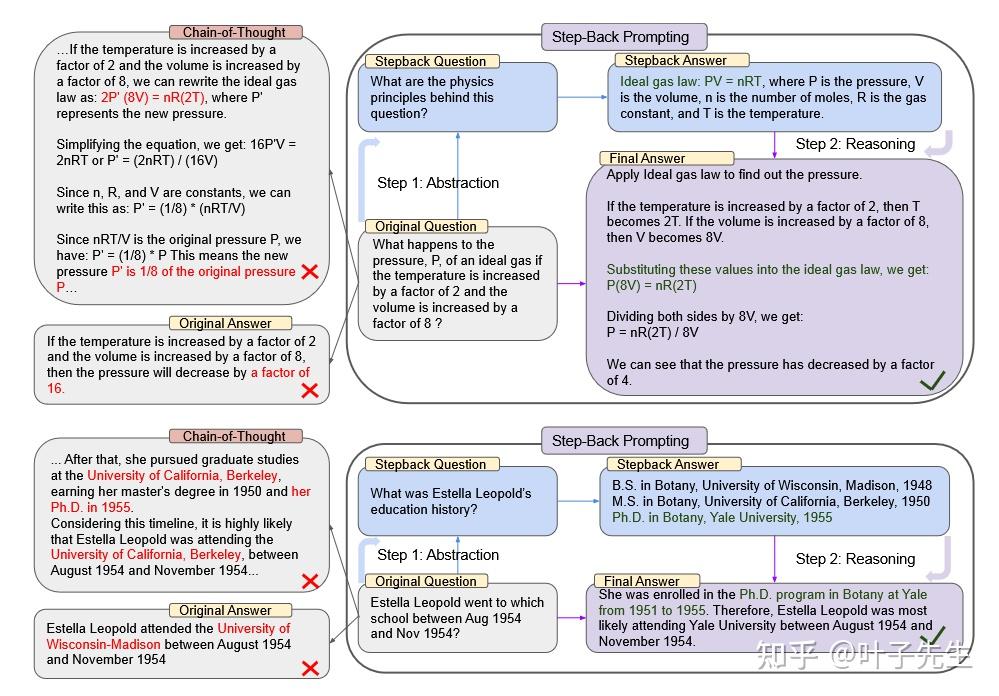 Chain-of-Thought
…If the temperature is increased by a
factor of 2 and the volume is increased by
a factor of 8, we can rewrite the ideal gas
law as: 2P' (8V) = nR(2T), where P'
represents the new pressure.
Simplifying the equation, we get: 16P'V =
2nRT or P' = (2nRT) / (16V)
Since n, R, and V are constants, we can
write this as: P' = (1/8) * (nRT/V)
Since nRT/V is the original pressure P, we
have: P' = (1/8) * P This means the new
pressure P' is 1/8 of the original pressure
P…
Original Answer
If the temperature is increased by a factor of 2
and the volume is increased by a factor of 8,
then the pressure will decrease by a factor of
16.
Step-Back Prompting
Stepback Question
What are the physics
principles behind this
question?
Stepback Answer
Ideal gas law: PV = nRT, where P is the pressure, V
is the volume, n is the number of moles, R is the gas
constant, and T is the temperature.
Step 1: Abstraction
Step 2: Reasoning
Original Question
What happens to the
pressure, P, of an ideal gas if
the temperature is increased
by a factor of 2 and the
volume is increased by a
factor of 8 ?
Final Answer
Apply Ideal gas law to find out the pressure.
If the temperature is increased by a factor of 2, then T
becomes 2T. If the volume is increased by a factor of 8,
then V becomes 8V.
Substituting these values into the ideal gas law, we get:
P(8V) = nR(2T)
Dividing both sides by 8V, we get:
P = nR(2T) / 8V
We can see that the pressure has decreased by a factor
of 4.
Chain-of-Thought
... After that, she pursued graduate studies
at the University of California, Berkeley,
earning her master's degree in 1950 and her
Ph.D. in 1955.
Considering this timeline, it is highly likely
that Estella Leopold was attending the
University of California, Berkeley, between
August 1954 and November 1954...
Original Answer
Estella Leopold attended the University of
Wisconsin-Madison between August 1954
and November 1954
Step-Back Prompting
Stepback Question
What was Estella Leopold's
education history?
Stepback Answer
B.S. in Botany, University of Wisconsin, Madison, 1948
M.S. in Botany, University of California, Berkeley, 1950
Ph.D. in Botany, Yale University, 1955
Step 1: Abstraction
Step 2: Reasoning
Original Question
Estella Leopold went to which
school between Aug 1954
and Nov 1954?
Final Answer
She was enrolled in the Ph.D. program in Botany at Yale
from 1951 to 1955. Therefore, Estella Leopold was most
likely attending Yale University between August 1954 and
November 1954.
知乎 @叶子先生